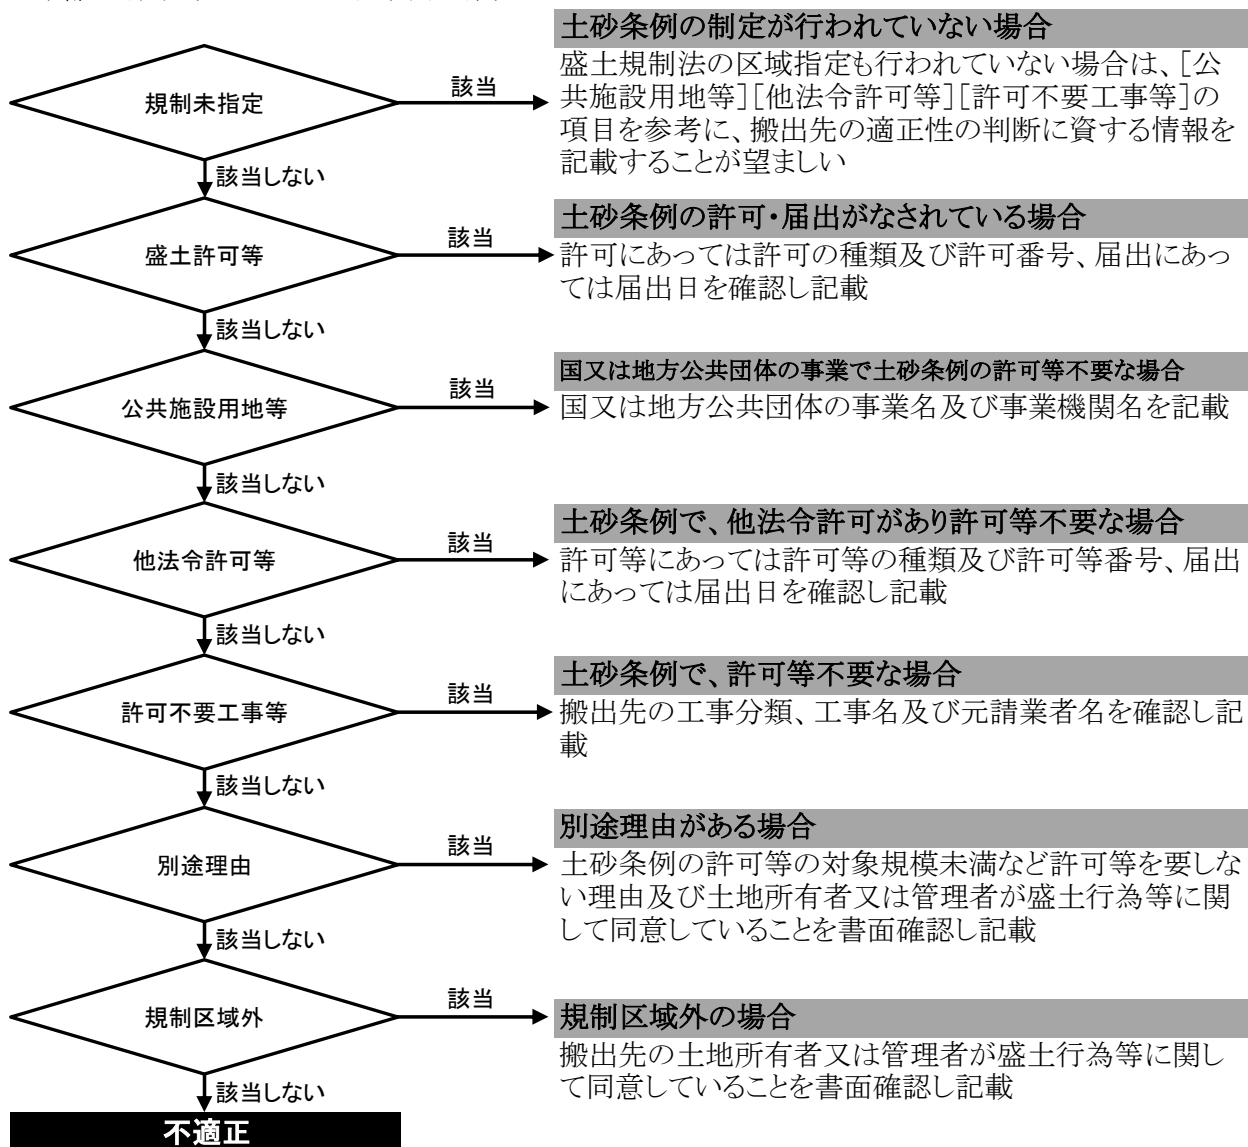 土砂条例の制定が行われていない場合
規制未指定
該当
盛土規制法の区域指定も行われていない場合は、[公
共施設用地等][他法令許可等][許可不要工事等]の
項目を参考に、搬出先の適正性の判断に資する情報を
記載することが望ましい
該当しない
土砂条例の許可・届出がなされている場合
盛土許可等
該当
許可にあっては許可の種類及び許可番号、届出にあっ
ては届出日を確認し記載
該当しない
国又は地方公共団体の事業で土砂条例の許可等不要な場合
公共施設用地等
該当
国又は地方公共団体の事業名及び事業機関名を記載
該当しない
土砂条例で、他法令許可があり許可等不要な場合
他法令許可等
該当
許可等にあっては許可等の種類及び許可等番号、届出
にあっては届出日を確認し記載
該当しない
土砂条例で、許可等不要な場合
許可不要工事等
該当
搬出先の工事分類、工事名及び元請業者名を確認し記
載
該当しない
別途理由がある場合
別途理由
該当
土砂条例の許可等の対象規模未満など許可等を要しな
い理由及び土地所有者又は管理者が盛土行為等に関
して同意していることを書面確認し記載
該当しない
規制区域外の場合
規制区域外
該当
搬出先の土地所有者又は管理者が盛土行為等に関し
て同意していることを書面確認し記載
該当しない
不適正